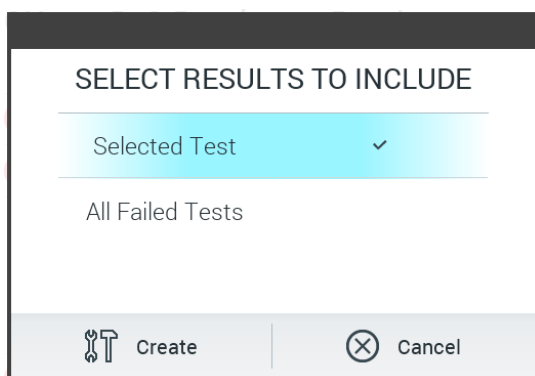 SELECT RESULTS TO INCLUDE
Selected Test
All Failed Tests
Create
Cancel